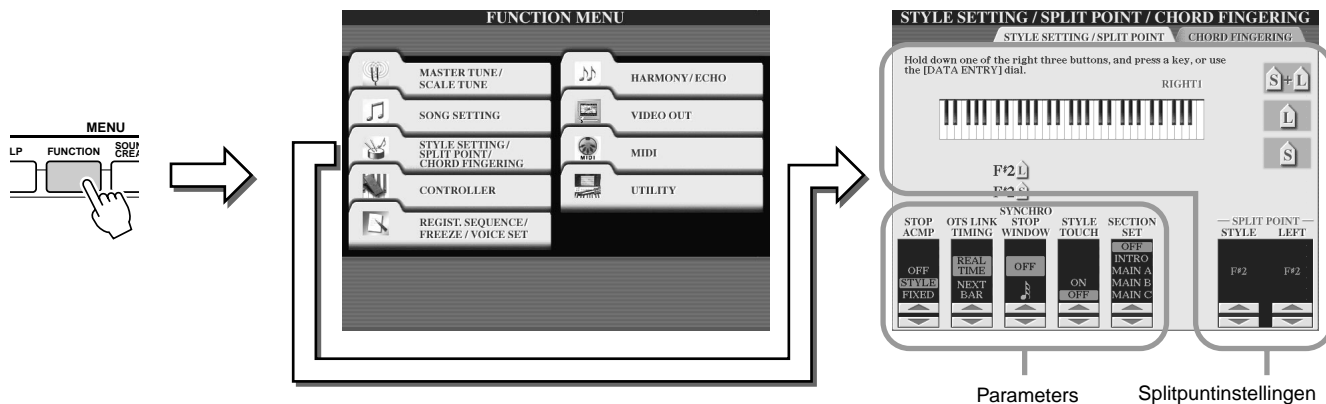 MENU
LP
FUNCTION
SOUN
CREA
FUNCTION MENU
MASTER TUNE/
SCALE TUNE
SONG SETTING
STYLE SETTING/
SPLIT POINT/
CHORD FINGERING
CONTROLLER
REGIST. SEQUENCE/
FREEZE / VOICE SET
HARMONY/ECHO
VIDEO OUT
MIDI
MIDI
UTILITY
STYLE SETTING / SPLIT POINT / CHORD FINGERING
STYLE SETTING / SPLIT POINT
CHORD FINGERING
Hold down one of the right three buttons, and press a key, or use
the [DATA ENTRY] dial.
RIGHT1
S+L
L
S
F#2 L
F#2 S
STOP
ACMP
OFF
STYLE
FIXED
OTS LINK
TIMING
REAL
TIME
NEXT
BAR
SYNCHRO
STOP
WINDOW
OFF
STYLE
TOUCH
ON
OFF
SECTION
SET
OFF
INTRO
MAIN A
MAIN B
MAIN C
SPLIT POINT
STYLE LEFT
F#2 F#2
Parameters
Splitpuntinstellingen